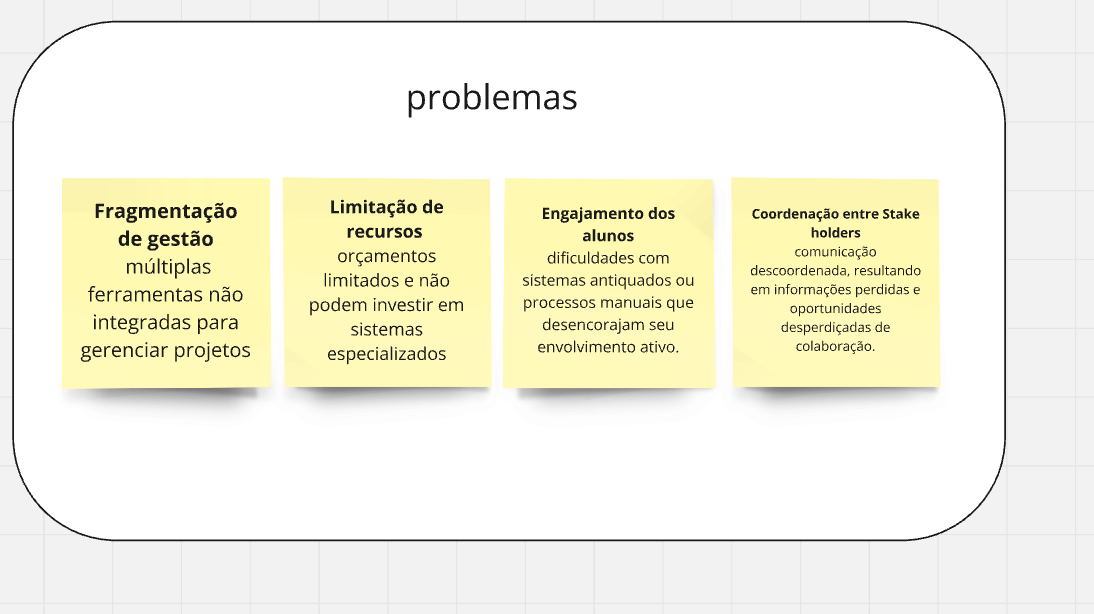 problemas
Fragmentação
de gestão
múltiplas
ferramentas não
integradas para
gerenciar projetos
Limitação de
recursos
orçamentos
limitados e não
podem investir em
sistemas
especializados
Engajamento dos
alunos
dificuldades com
sistemas antiquados ou
processos manuais que
desencorajam seu
envolvimento ativo.
Coordenação entre Stake
holders
comunicação
descoordenada, resultando
em informações perdidas e
oportunidades
desperdiçadas de
colaboração.